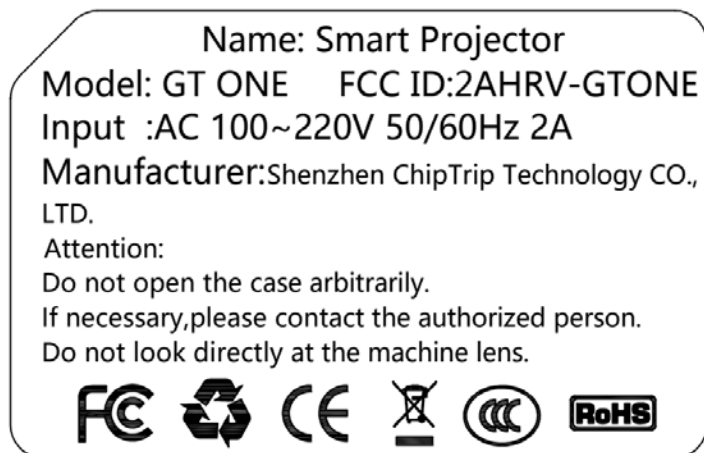 Name: Smart Projector
Model: GT ONE FCC ID:2AHRV-GTONE
Input :AC 100~220V 50/60Hz 2A
Manufacturer:Shenzhen ChipTrip Technology CO.,
LTD.
Attention:
Do not open the case arbitrarily.
If necessary,please contact the authorized person.
Do not look directly at the machine lens.
FC CE CCC RoHS